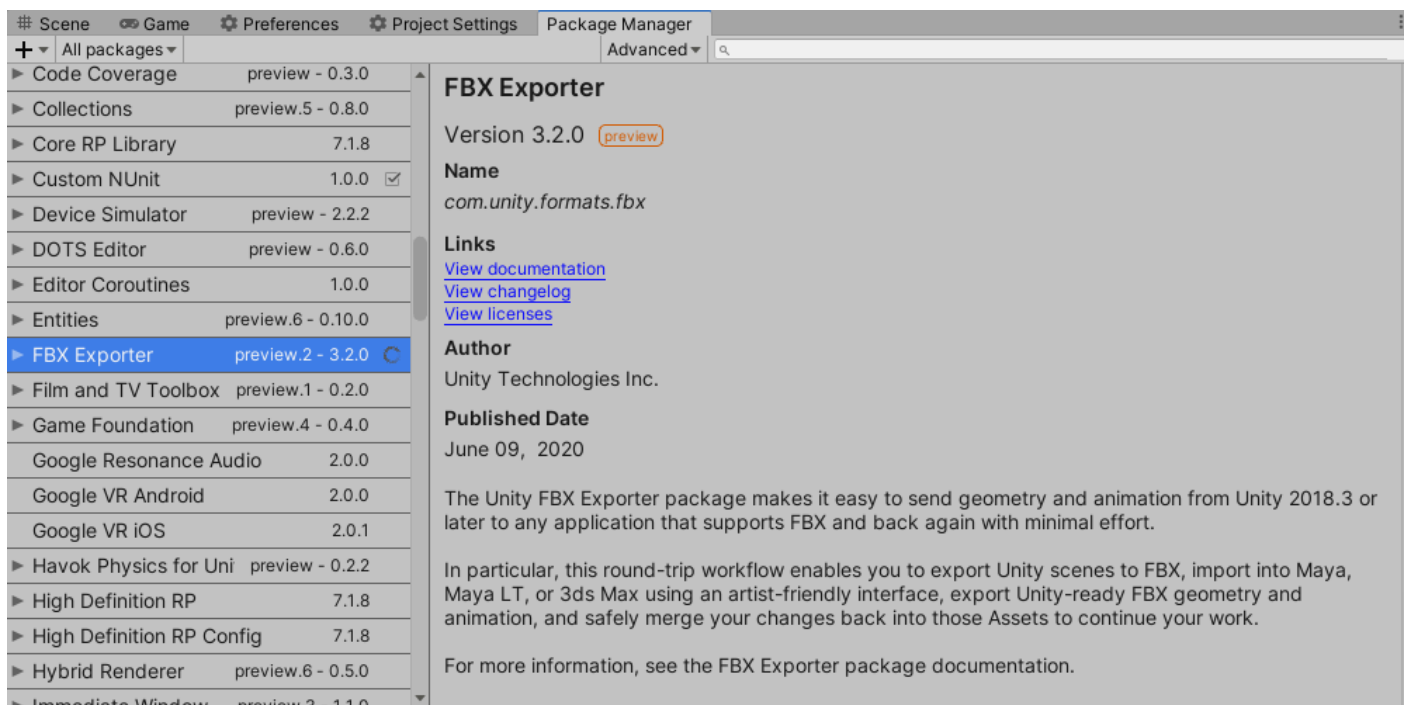 Scene Game Preferences Project Settings Package Manager
+ All packages Advanced
Code Coverage preview - 0.3.0
Collections preview.5 - 0.8.0
Core RP Library 7.1.8
Custom NUnit 1.0.0
Device Simulator preview - 2.2.2
DOTS Editor preview - 0.6.0
Editor Coroutines 1.0.0
Entities preview.6 - 0.10.0
FBX Exporter preview.2 - 3.2.0
Film and TV Toolbox preview.1 - 0.2.0
Game Foundation preview.4 - 0.4.0
Google Resonance Audio 2.0.0
Google VR Android 2.0.0
Google VR iOS 2.0.1
Havok Physics for Uni preview - 0.2.2
High Definition RP 7.1.8
High Definition RP Config 7.1.8
Hybrid Renderer preview.6 - 0.5.0
Immediate Window preview.3 - 1.1.0
FBX Exporter
Version 3.2.0 preview
Name
com.unity.formats.fbx
Links
View documentation
View changelog
View licenses
Author
Unity Technologies Inc.
Published Date
June 09, 2020
The Unity FBX Exporter package makes it easy to send geometry and animation from Unity 2018.3 or
later to any application that supports FBX and back again with minimal effort.
In particular, this round-trip workflow enables you to export Unity scenes to FBX, import into Maya,
Maya LT, or 3ds Max using an artist-friendly interface, export Unity-ready FBX geometry and
animation, and safely merge your changes back into those Assets to continue your work.
For more information, see the FBX Exporter package documentation.